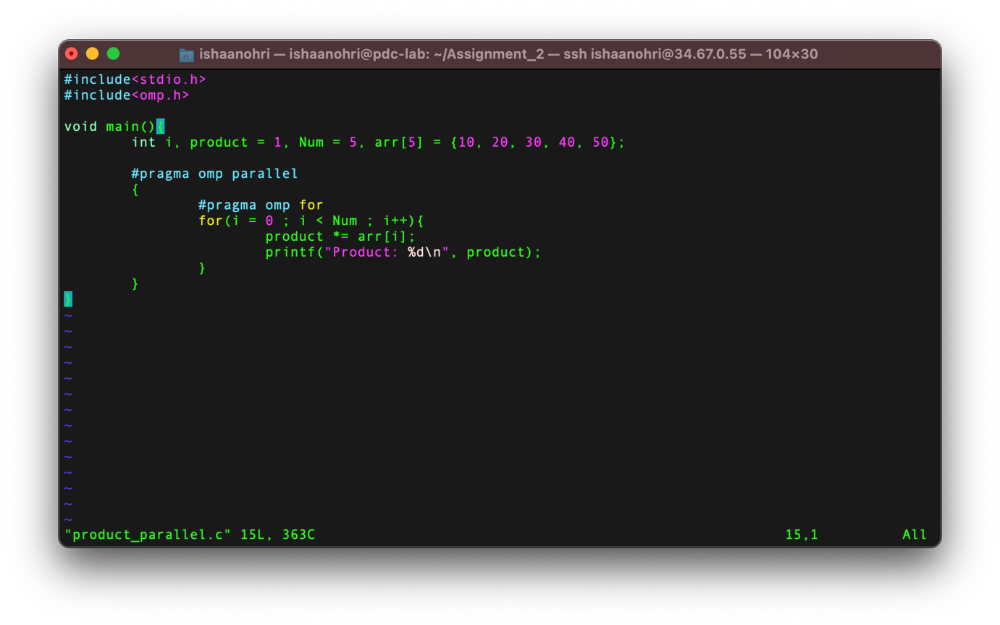 ishaanohri — ishaanohri@pdc-lab: ~/Assignment_2 — ssh ishaanohri@34.67.0.55 — 104×30
#include<stdio.h>
#include<omp.h>
void main(){
        int i, product = 1, Num = 5, arr[5] = {10, 20, 30, 40, 50};
        #pragma omp parallel
        {
                #pragma omp for
                for(i = 0 ; i < Num ; i++){
                        product *= arr[i];
                        printf("Product: %d\n", product);
                }
        }
}
~
~
~
~
~
~
~
~
~
~
~
~
~
~
"product_parallel.c" 15L, 363C                                                        15,1          All